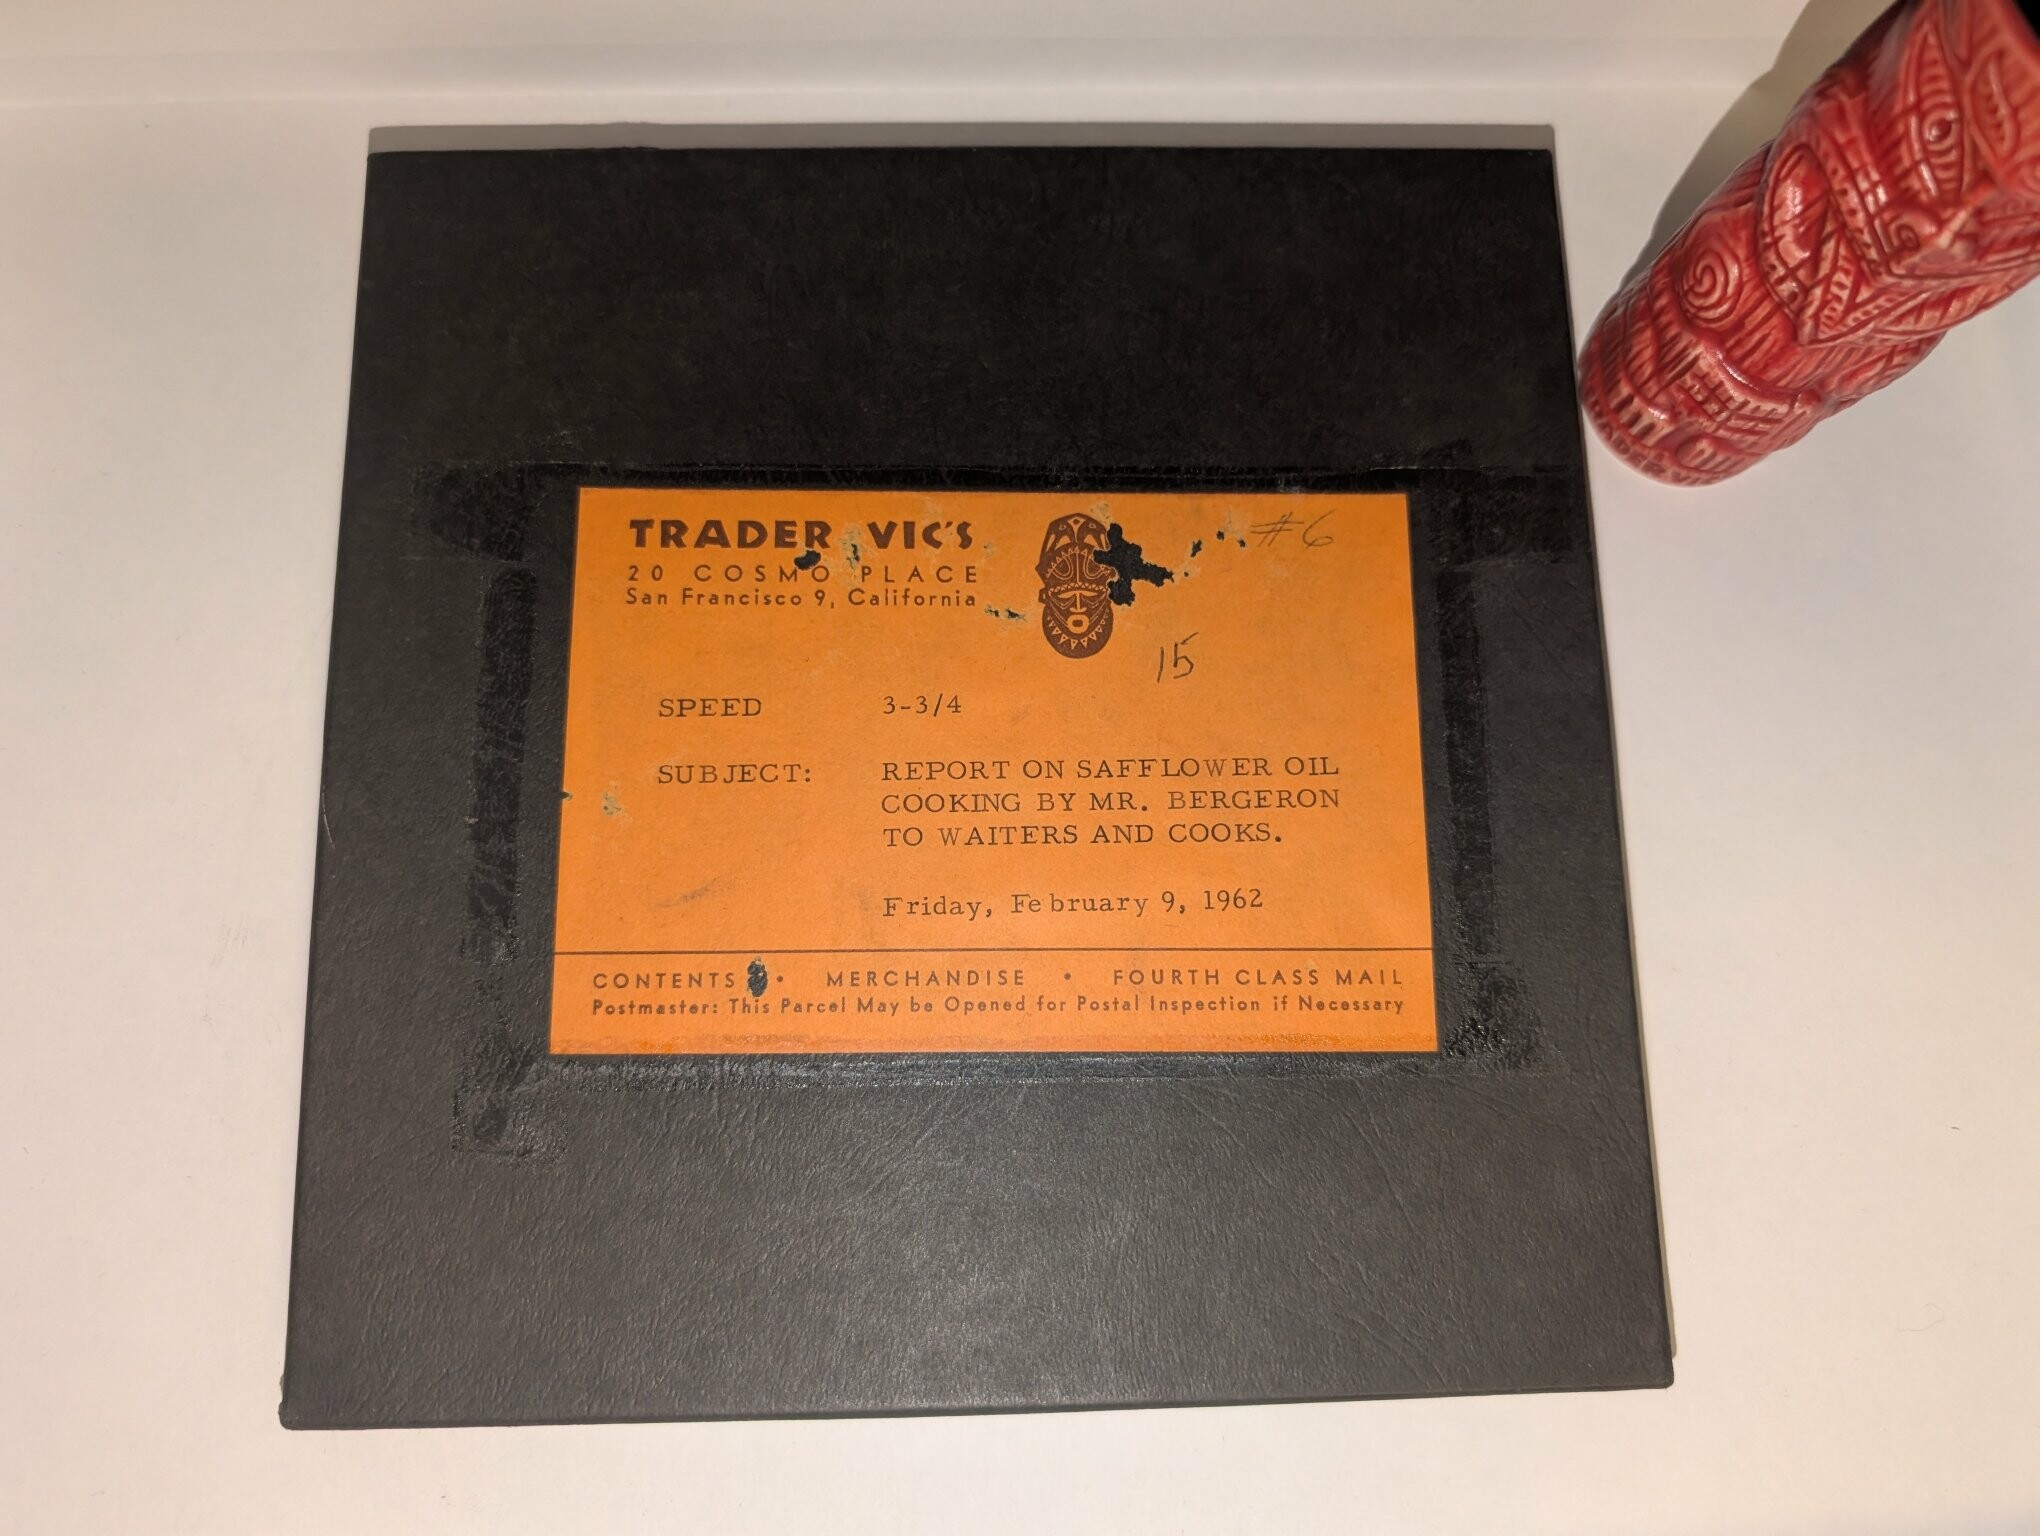 TRADER VIC'S
20 COSMO PLACE
San Francisco 9, California
#6
15
SPEED 3-3/4
SUBJECT: REPORT ON SAFFLOWER OIL
COOKING BY MR. BERGERON
TO WAITERS AND COOKS.
Friday, February 9, 1962
CONTENTS • MERCHANDISE • FOURTH CLASS MAIL
Postmaster: This Parcel May be Opened for Postal Inspection if Necessary